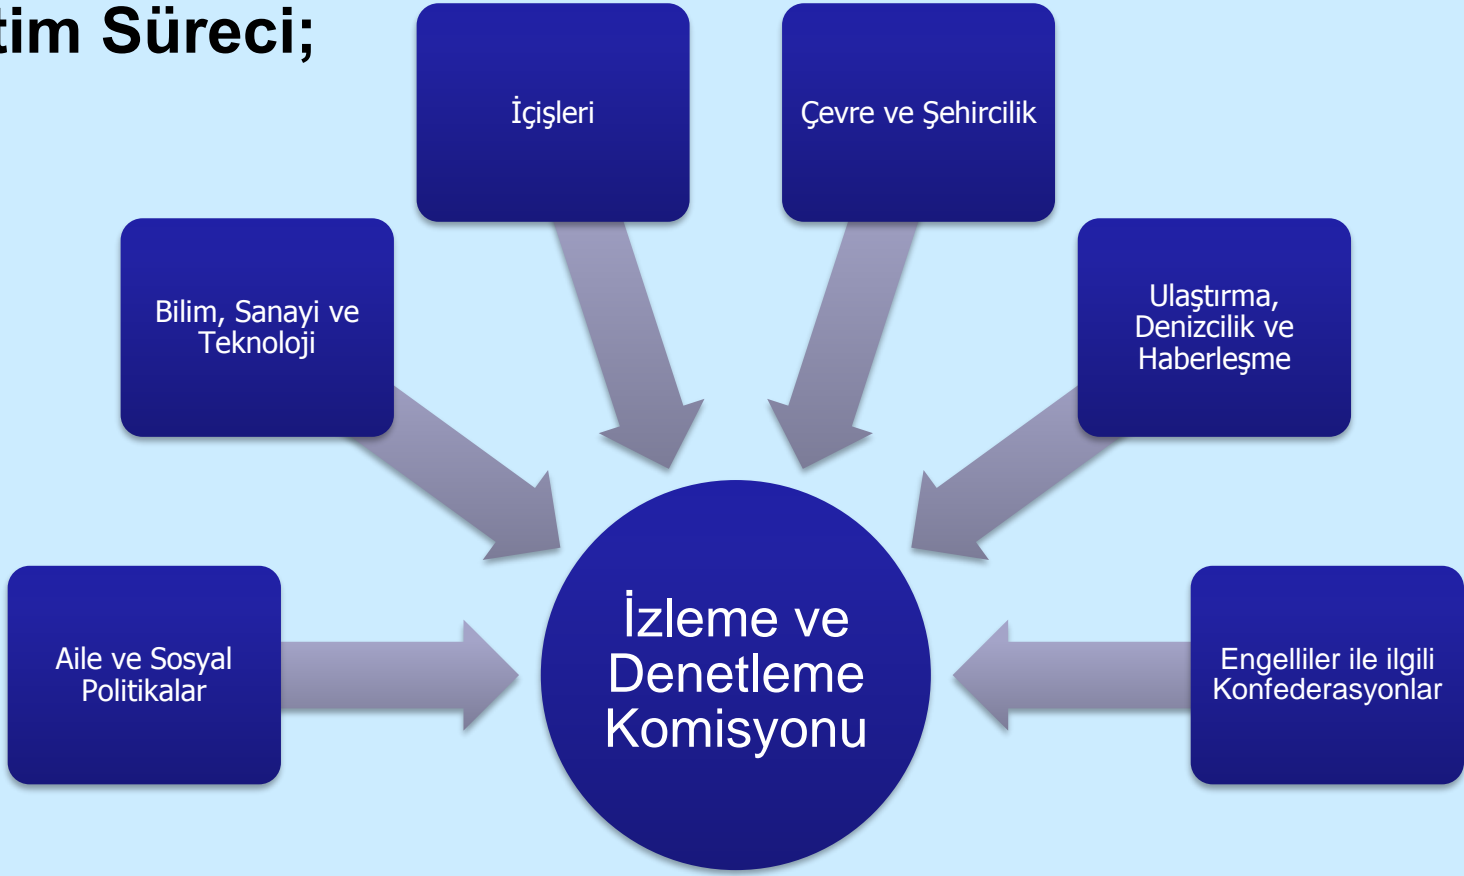 tim Süreci;
İçişleri
Çevre ve Şehircilik
Bilim, Sanayi ve
Teknoloji
Ulaştırma,
Denizcilik ve
Haberleşme
Aile ve Sosyal
Politikalar
İzleme ve
Denetleme
Komisyonu
Engelliler ile ilgili
Konfederasyonlar